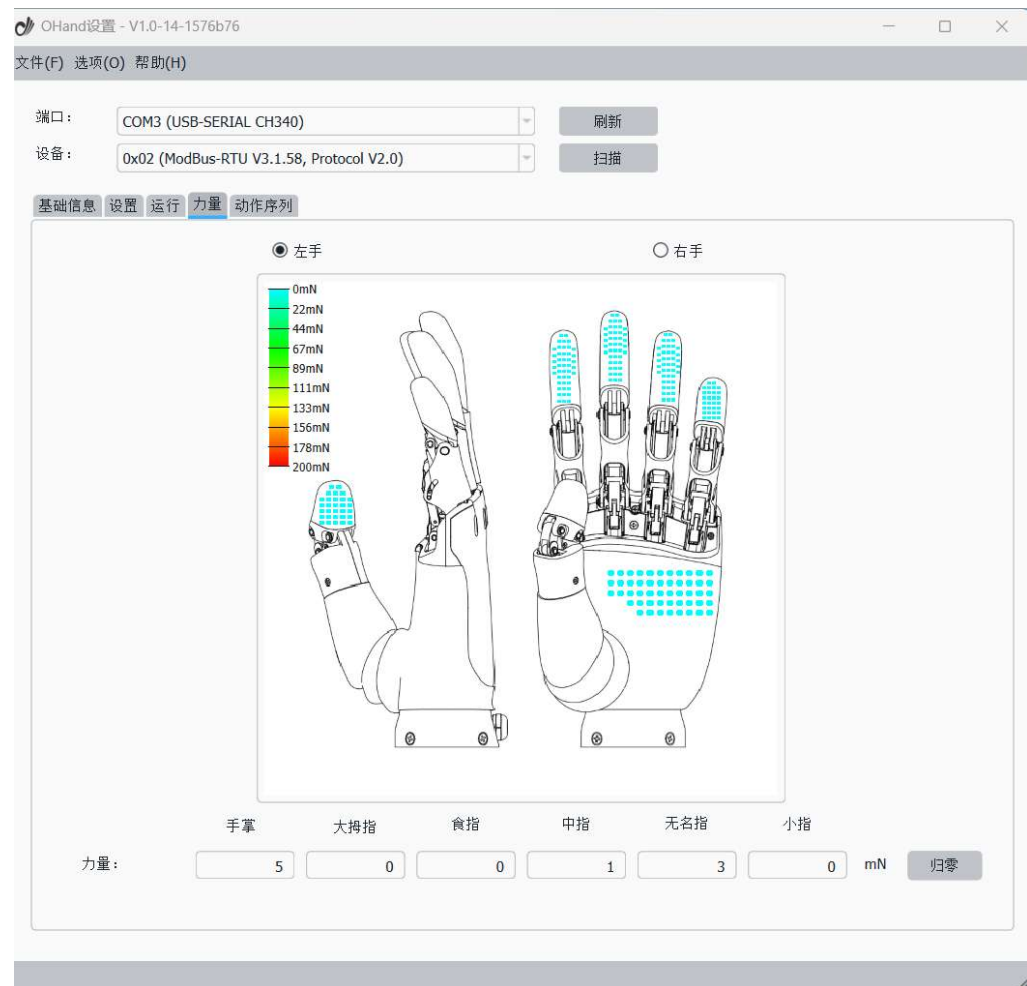 OHand设置 - V1.0-14-1576b76
文件(F) 选项(O) 帮助(H)
端口： COM3 (USB-SERIAL CH340) 刷新
设备： 0x02 (ModBus-RTU V3.1.58, Protocol V2.0) 扫描
基础信息 设置 运行 力量 动作序列
左手 右手
0mN
22mN
44mN
67mN
89mN
111mN
133mN
156mN
178mN
200mN
手掌 大拇指 食指 中指 无名指 小指
力量： 5 0 0 1 3 0 mN 归零